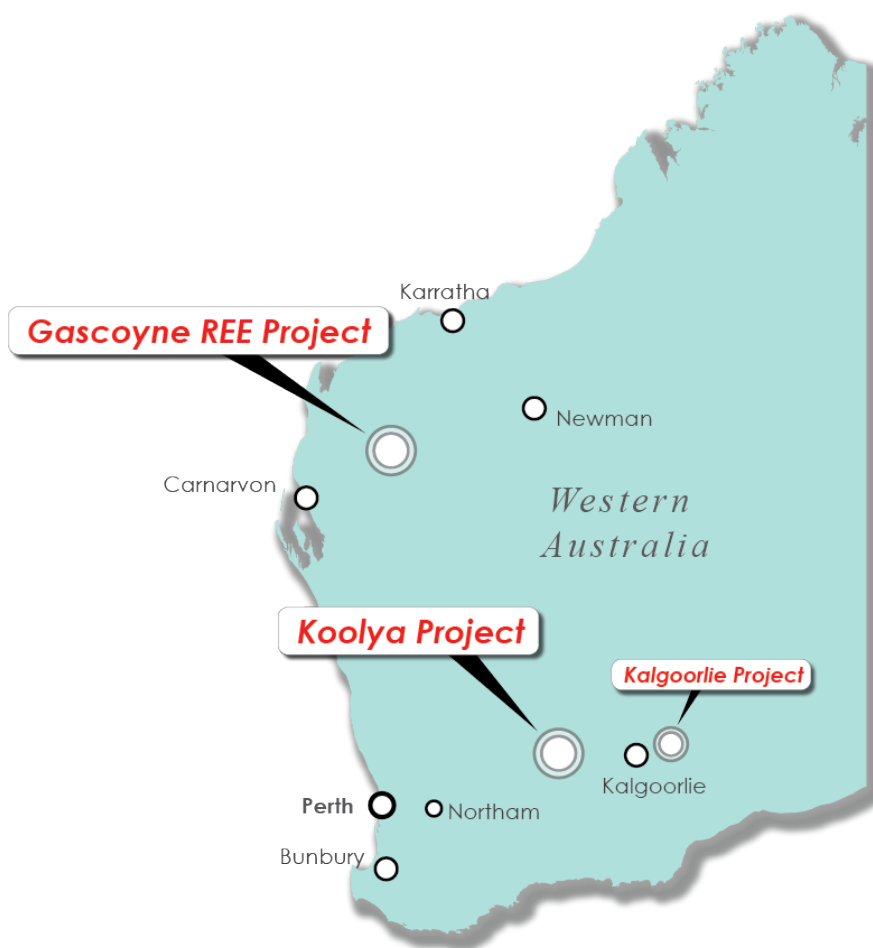 Karratha
Gascoyne REE Project
Newman
Carnarvon
Western
Australia
Koolya Project
Kalgoorlie Project
Kalgoorlie
Perth
Northam
Bunbury